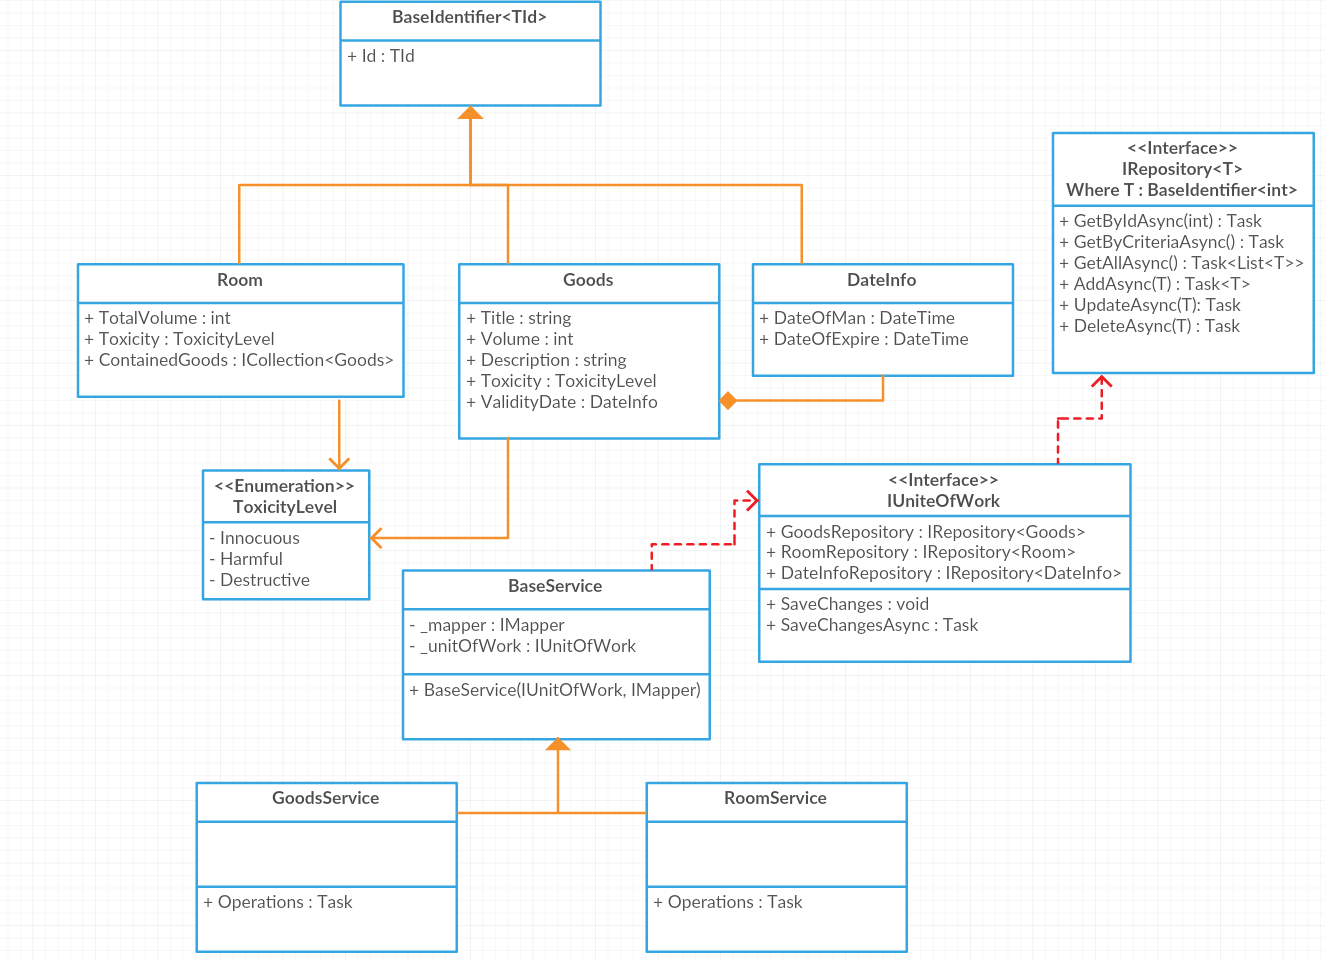 BaseIdentifier<TId>
+ Id : TId
<<Interface>>
IRepository<T>
Where T : BaseIdentifier<int>
+ GetByIdAsync(int) : Task
+ GetByCriteriaAsync() : Task
+ GetAllAsync() : Task<List<T>>
+ AddAsync(T) : Task<T>
+ UpdateAsync(T): Task
+ DeleteAsync(T) : Task
Room
+ TotalVolume : int
+ Toxicity : ToxicityLevel
+ ContainedGoods : ICollection<Goods>
Goods
+ Title : string
+ Volume : int
+ Description : string
+ Toxicity : ToxicityLevel
+ ValidityDate : DateInfo
DateInfo
+ DateOfMan : DateTime
+ DateOfExpire : DateTime
<<Enumeration>>
ToxicityLevel
- Innocuous
- Harmful
- Destructive
<<Interface>>
IUniteOfWork
+ GoodsRepository : IRepository<Goods>
+ RoomRepository : IRepository<Room>
+ DateInfoRepository : IRepository<DateInfo>
+ SaveChanges : void
+ SaveChangesAsync : Task
BaseService
- _mapper : IMapper
- _unitOfWork : IUnitOfWork
+ BaseService(IUnitOfWork, IMapper)
GoodsService
+ Operations : Task
RoomService
+ Operations : Task